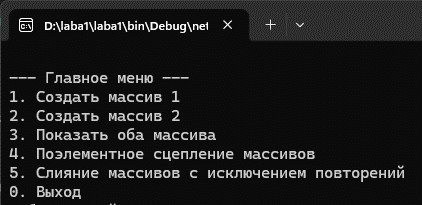 D:\laba1\laba1\bin\Debug\net
--- Главное меню ---
1. Создать массив 1
2. Создать массив 2
3. Показать оба массива
4. Поэлементное сцепление массивов
5. Слияние массивов с исключением повторений
0. Выход